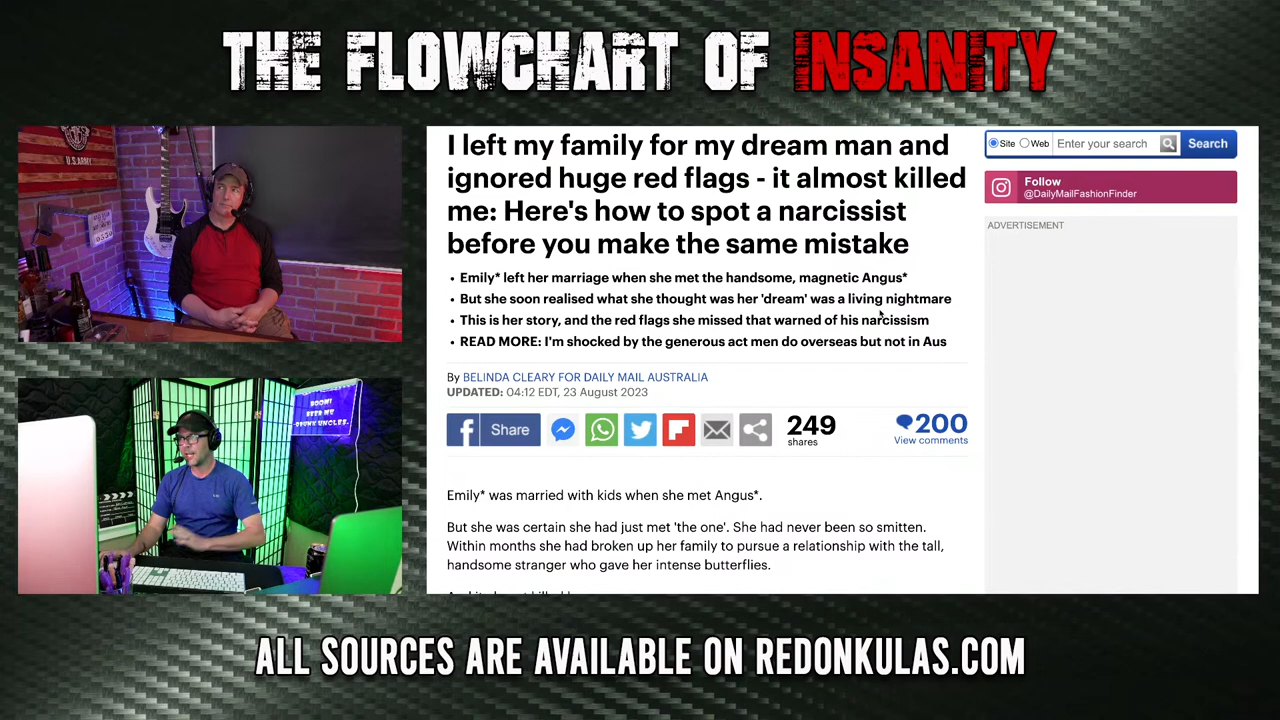 THE FLOWCHART OF INSANITY
U.S. ARMY
BOOM!
BEER MY
DRUNK UNCLES.
I left my family for my dream man and
ignored huge red flags - it almost killed
me: Here's how to spot a narcissist
before you make the same mistake
• Emily* left her marriage when she met the handsome, magnetic Angus*
• But she soon realised what she thought was her 'dream' was a living nightmare
• This is her story, and the red flags she missed that warned of his narcissism
• READ MORE: I'm shocked by the generous act men do overseas but not in Aus
By BELINDA CLEARY FOR DAILY MAIL AUSTRALIA
UPDATED: 04:12 EDT, 23 August 2023
Share
249
shares
200
View comments
Emily* was married with kids when she met Angus*.
But she was certain she had just met 'the one'. She had never been so smitten.
Within months she had broken up her family to pursue a relationship with the tall,
handsome stranger who gave her intense butterflies.
Site Web Enter your search Search
Follow
@DailyMailFashionFinder
ADVERTISEMENT
ALL SOURCES ARE AVAILABLE ON REDONKULAS.COM